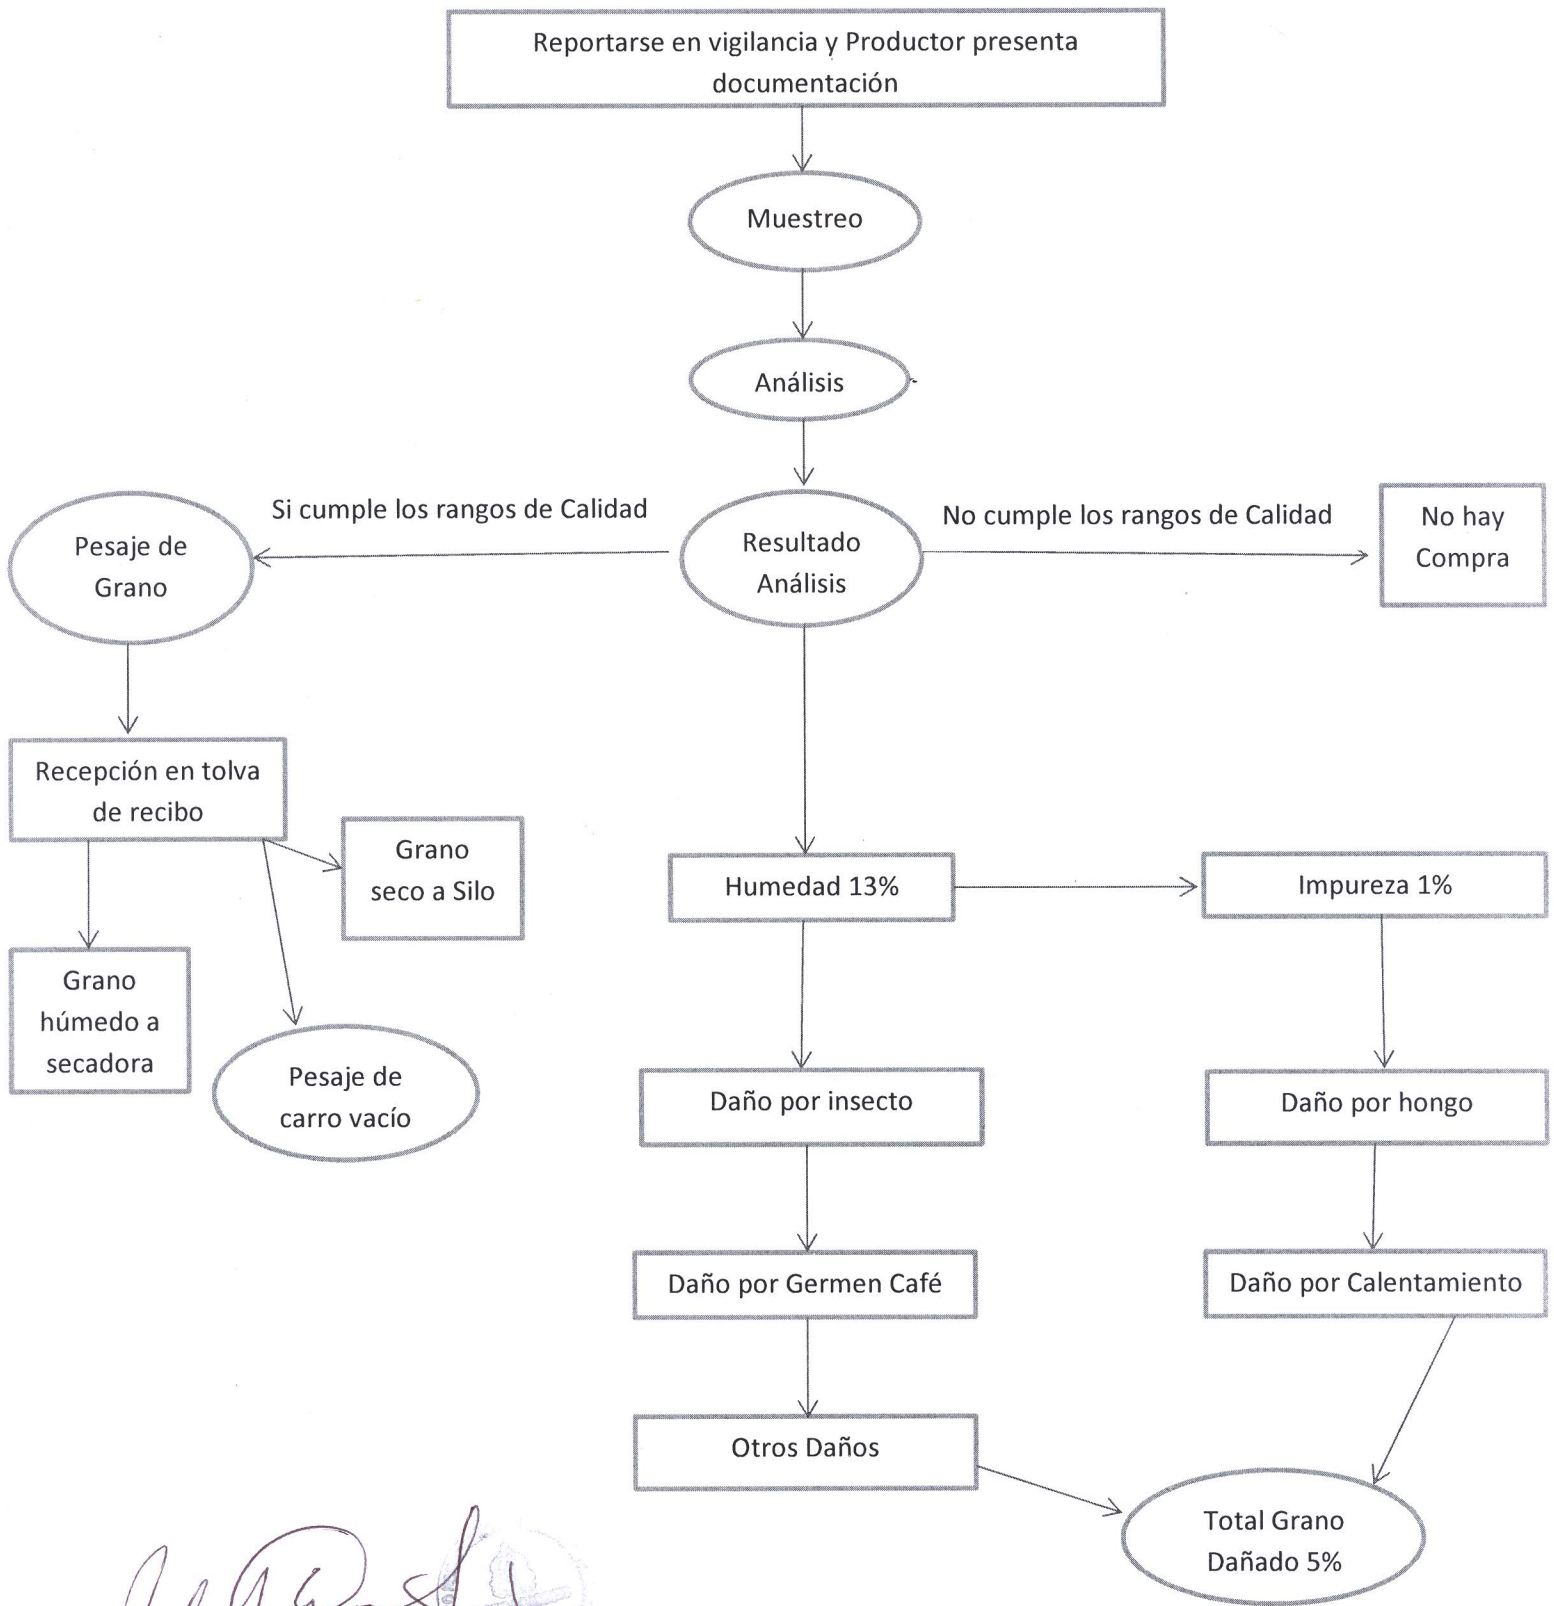 Reportarse en vigilancia y Productor presenta
documentación
Muestreo
Análisis
Si cumple los rangos de Calidad
No cumple los rangos de Calidad
Pesaje de
Grano
Resultado
Análisis
No hay
Compra
Recepción en tolva
de recibo
Grano
seco a Silo
Grano
húmedo a
secadora
Pesaje de
carro vacío
Humedad 13%
Impureza 1%
Daño por insecto
Daño por hongo
Daño por Germen Café
Daño por Calentamiento
Otros Daños
Total Grano
Dañado 5%